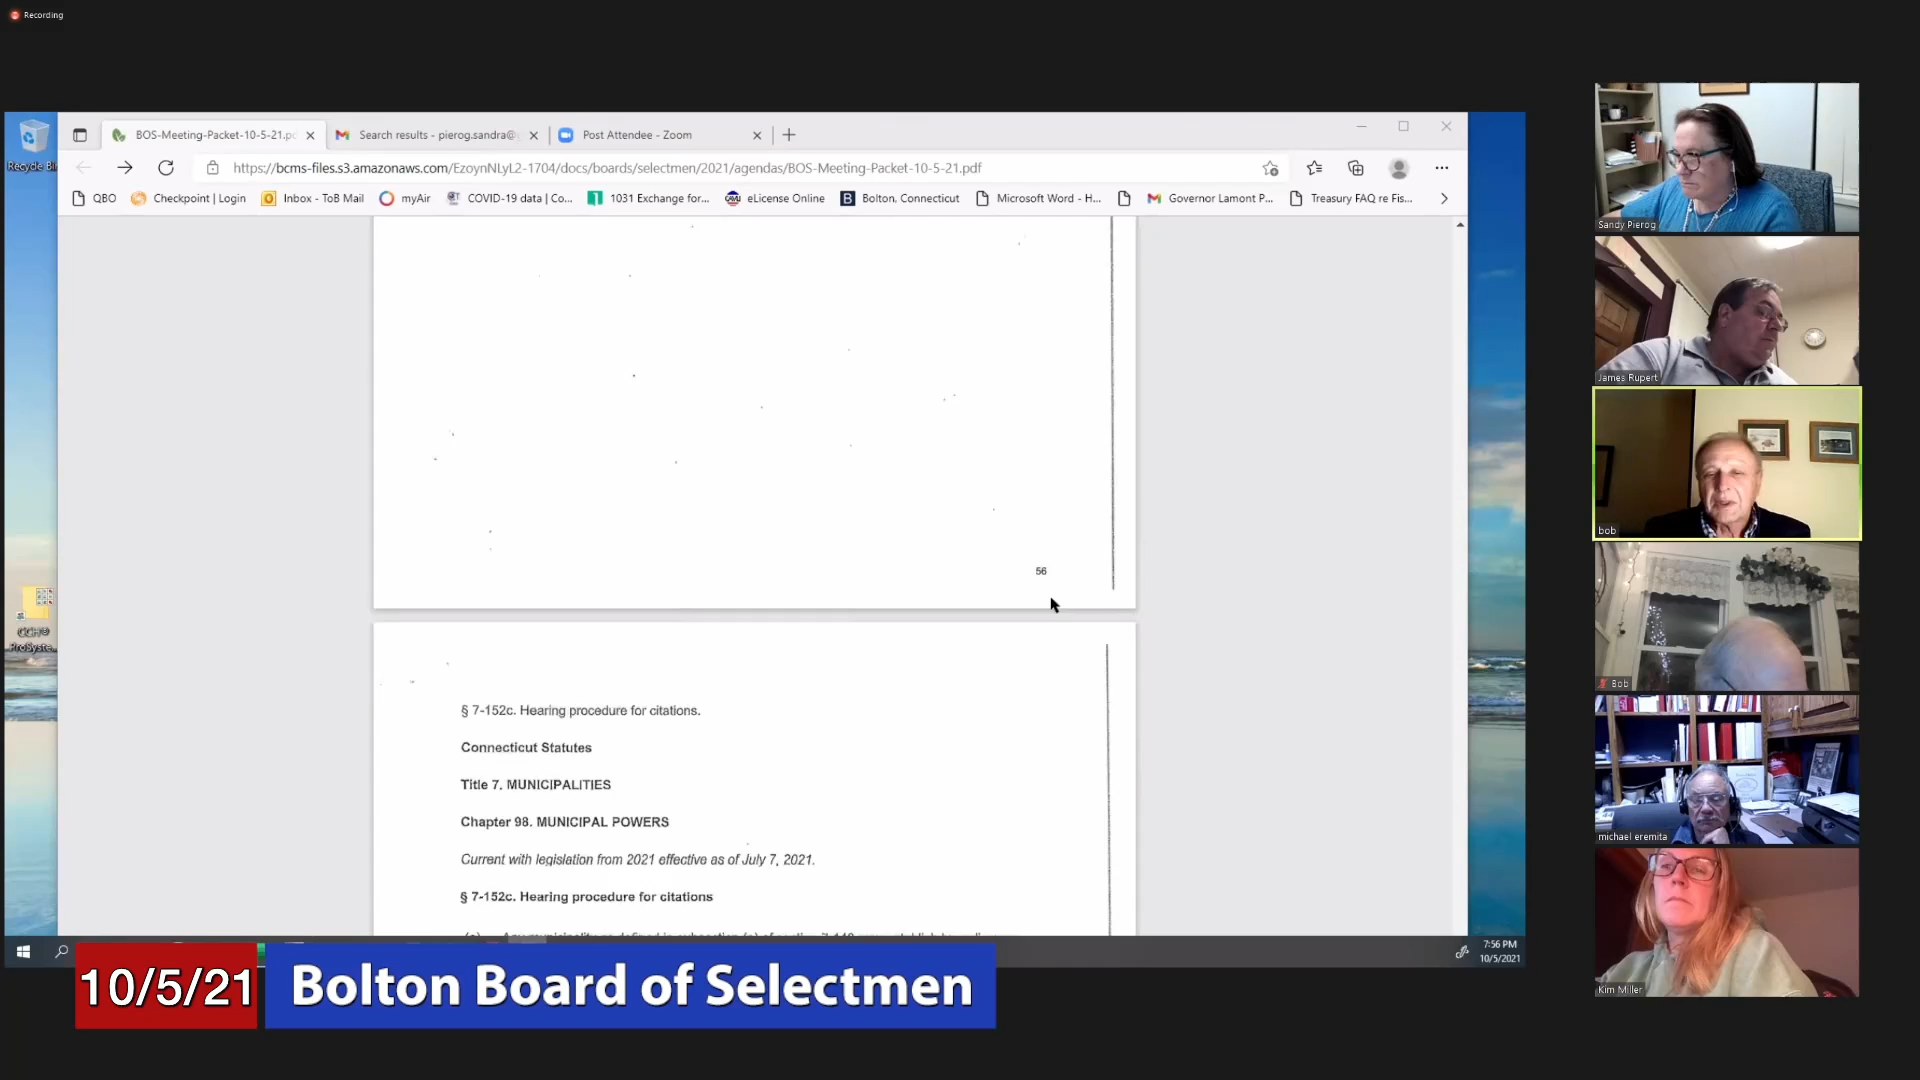 Recording
BOS-Meeting-Packet-10-5-21.pc
Search results - pierog.sandra@
Post Attendee - Zoom
https://bcms-files.s3.amazonaws.com/EzoynNLyL2-1704/docs/boards/selectmen/2021/agendas/BOS-Meeting-Packet-10-5-21.pdf
QBO
Checkpoint | Login
Inbox - ToB Mail
myAir
COVID-19 data | Co...
1031 Exchange for...
eLicense Online
Bolton, Connecticut
Microsoft Word - H...
Governor Lamont P...
Treasury FAQ re Fis...
Recycle Bi
CCH®
ProSyste...
56
§ 7-152c. Hearing procedure for citations.
Connecticut Statutes
Title 7. MUNICIPALITIES
Chapter 98. MUNICIPAL POWERS
Current with legislation from 2021 effective as of July 7, 2021.
§ 7-152c. Hearing procedure for citations
7:56 PM
10/5/2021
10/5/21
Bolton Board of Selectmen
Sandy Pierog
James Rupert
bob
Bob
michael eremita
Kim Miller